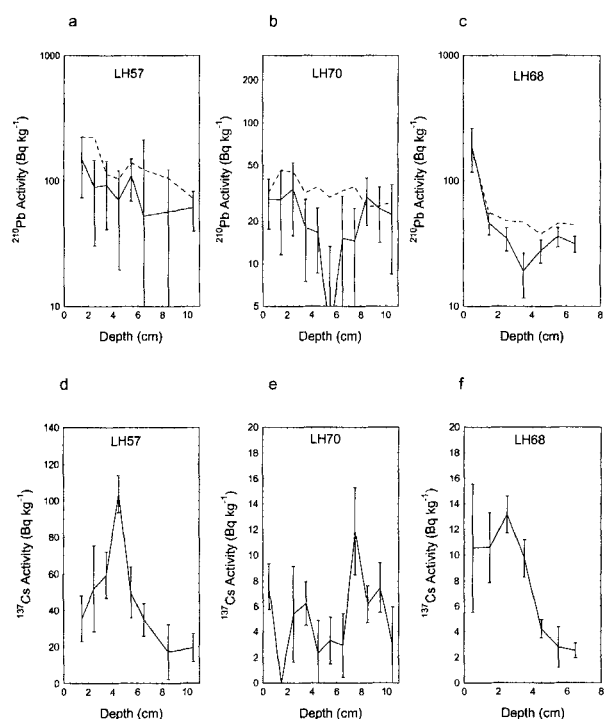 a
b
c
LH57
LH70
LH68
1000
100
10
²¹⁰Pb Activity (Bq kg⁻¹)
0 2 4 6 8 10
Depth (cm)
300
100
50
30
20
10
5
²¹⁰Pb Activity (Bq kg⁻¹)
0 2 4 6 8 10
Depth (cm)
1000
100
10
²¹⁰Pb Activity (Bq kg⁻¹)
0 2 4 6 8
Depth (cm)
d
e
f
LH57
LH70
LH68
140
120
100
80
60
40
20
0
¹³⁷Cs Activity (Bq kg⁻¹)
0 2 4 6 8 10
Depth (cm)
20
18
16
14
12
10
8
6
4
2
0
¹³⁷Cs Activity (Bq kg⁻¹)
0 2 4 6 8 10
Depth (cm)
20
18
16
14
12
10
8
6
4
2
0
¹³⁷Cs Activity (Bq kg⁻¹)
0 2 4 6 8
Depth (cm)